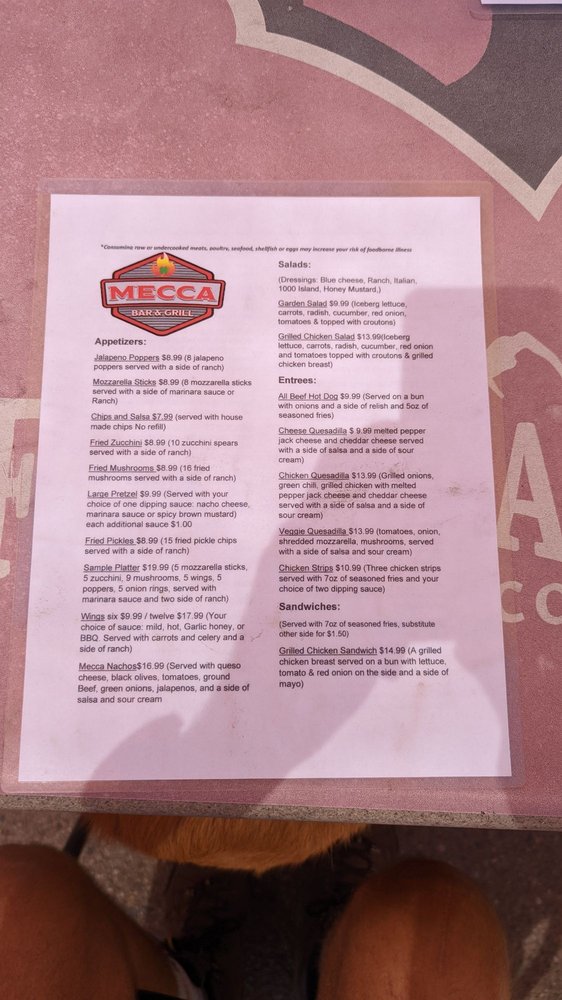 *Consuming raw or undercooked meats, poultry, seafood, shellfish or eggs may increase your risk of foodborne illness
MECCA
BAR & GRILL
Appetizers:
Jalapeno Poppers $8.99 (8 jalapeno
poppers served with a side of ranch)
Mozzarella Sticks $8.99 (8 mozzarella sticks
served with a side of marinara sauce or
Ranch)
Chips and Salsa $7.99 (served with house
made chips No refill)
Fried Zucchini $8.99 (10 zucchini spears
served with a side of ranch)
Fried Mushrooms $8.99 (16 fried
mushrooms served with a side of ranch)
Large Pretzel $9.99 (Served with your
choice of one dipping sauce: nacho cheese,
marinara sauce or spicy brown mustard)
each additional sauce $1.00
Fried Pickles $8.99 (15 fried pickle chips
served with a side of ranch)
Sample Platter $19.99 (5 mozzarella sticks,
5 zucchini, 9 mushrooms, 5 wings, 5
poppers, 5 onion rings, served with
marinara sauce and two side of ranch)
Wings six $9.99 / twelve $17.99 (Your
choice of sauce: mild, hot, Garlic honey, or
BBQ. Served with carrots and celery and a
side of ranch)
Mecca Nachos$16.99 (Served with queso
cheese, black olives, tomatoes, ground
Beef, green onions, jalapenos, and a side of
salsa and sour cream
Salads:
(Dressings: Blue cheese, Ranch, Italian,
1000 Island, Honey Mustard,)
Garden Salad $9.99 (Iceberg lettuce,
carrots, radish, cucumber, red onion,
tomatoes & topped with croutons)
Grilled Chicken Salad $13.99(Iceberg
lettuce, carrots, radish, cucumber, red onion
and tomatoes topped with croutons & grilled
chicken breast)
Entrees:
All Beef Hot Dog $9.99 (Served on a bun
with onions and a side of relish and 5oz of
seasoned fries)
Cheese Quesadilla $ 9.99 melted pepper
jack cheese and cheddar cheese served
with a side of salsa and a side of sour
cream)
Chicken Quesadilla $13.99 (Grilled onions,
green chili, grilled chicken with melted
pepper jack cheese and cheddar cheese
served with a side of salsa and a side of
sour cream)
Veggie Quesadilla $13.99 (tomatoes, onion,
shredded mozzarella, mushrooms, served
with a side of salsa and sour cream)
Chicken Strips $10.99 (Three chicken strips
served with 7oz of seasoned fries and your
choice of two dipping sauce)
Sandwiches:
(Served with 7oz of seasoned fries, substitute
other side for $1.50)
Grilled Chicken Sandwich $14.99 (A grilled
chicken breast served on a bun with lettuce,
tomato & red onion on the side and a side of
mayo)